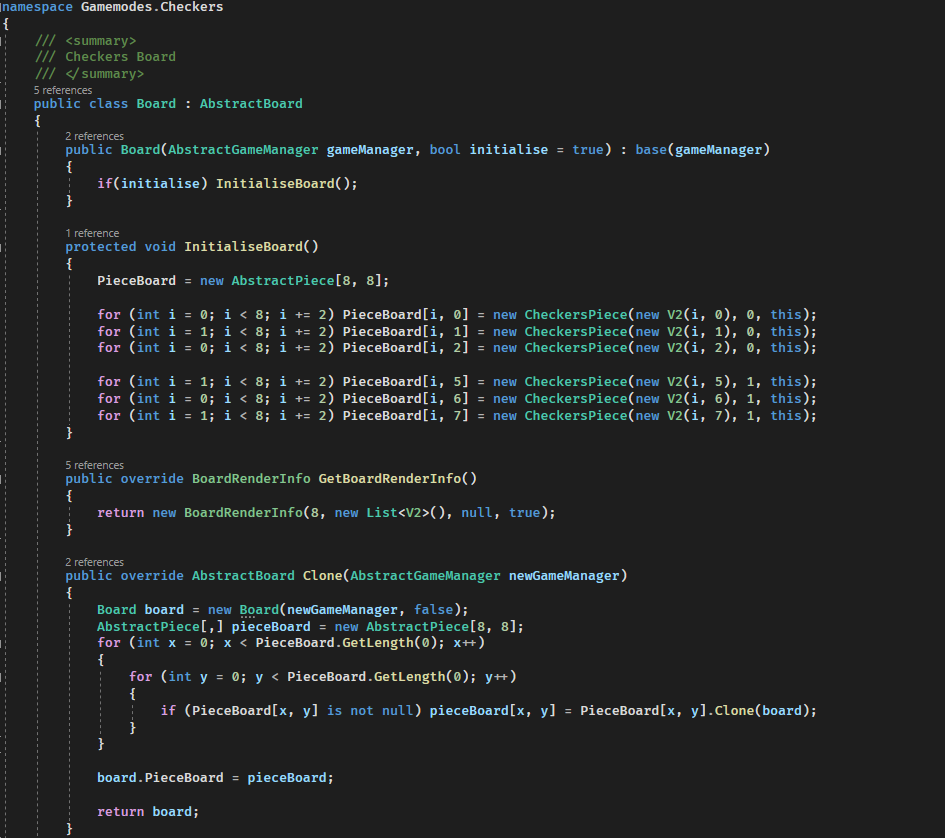 namespace Gamemodes.Checkers
{
/// <summary>
/// Checkers Board
/// </summary>
5 references
public class Board : AbstractBoard
{
2 references
public Board(AbstractGameManager gameManager, bool initialise = true) : base(gameManager)
{
if(initialise) InitialiseBoard();
}
1 reference
protected void InitialiseBoard()
{
PieceBoard = new AbstractPiece[8, 8];
for (int i = 0; i < 8; i += 2) PieceBoard[i, 0] = new CheckersPiece(new V2(i, 0), 0, this);
for (int i = 1; i < 8; i += 2) PieceBoard[i, 1] = new CheckersPiece(new V2(i, 1), 0, this);
for (int i = 0; i < 8; i += 2) PieceBoard[i, 2] = new CheckersPiece(new V2(i, 2), 0, this);
for (int i = 1; i < 8; i += 2) PieceBoard[i, 5] = new CheckersPiece(new V2(i, 5), 1, this);
for (int i = 0; i < 8; i += 2) PieceBoard[i, 6] = new CheckersPiece(new V2(i, 6), 1, this);
for (int i = 1; i < 8; i += 2) PieceBoard[i, 7] = new CheckersPiece(new V2(i, 7), 1, this);
}
5 references
public override BoardRenderInfo GetBoardRenderInfo()
{
return new BoardRenderInfo(8, new List<V2>(), null, true);
}
2 references
public override AbstractBoard Clone(AbstractGameManager newGameManager)
{
Board board = new Board(newGameManager, false);
AbstractPiece[,] pieceBoard = new AbstractPiece[8, 8];
for (int x = 0; x < PieceBoard.GetLength(0); x++)
{
for (int y = 0; y < PieceBoard.GetLength(0); y++)
{
if (PieceBoard[x, y] is not null) pieceBoard[x, y] = PieceBoard[x, y].Clone(board);
}
}
board.PieceBoard = pieceBoard;
return board;
}